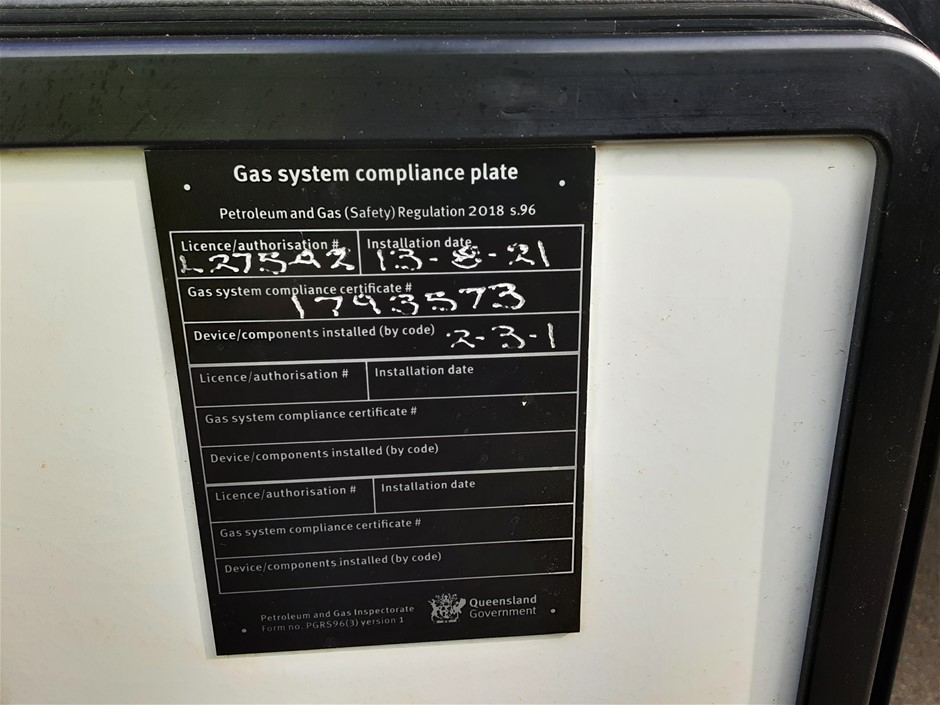 Gas system compliance plate
Petroleum and Gas (Safety) Regulation 2018 s.96
Licence/authorisation # Installation date
L27542 13-8-21
Gas system compliance certificate #
1793573
Device/components installed (by code) 2-3-1
Licence/authorisation # Installation date
Gas system compliance certificate #
Device/components installed (by code)
Licence/authorisation # Installation date
Gas system compliance certificate #
Device/components installed (by code)
Petroleum and Gas Inspectorate
Form no. PGRS96(3) version 1
Queensland
Government